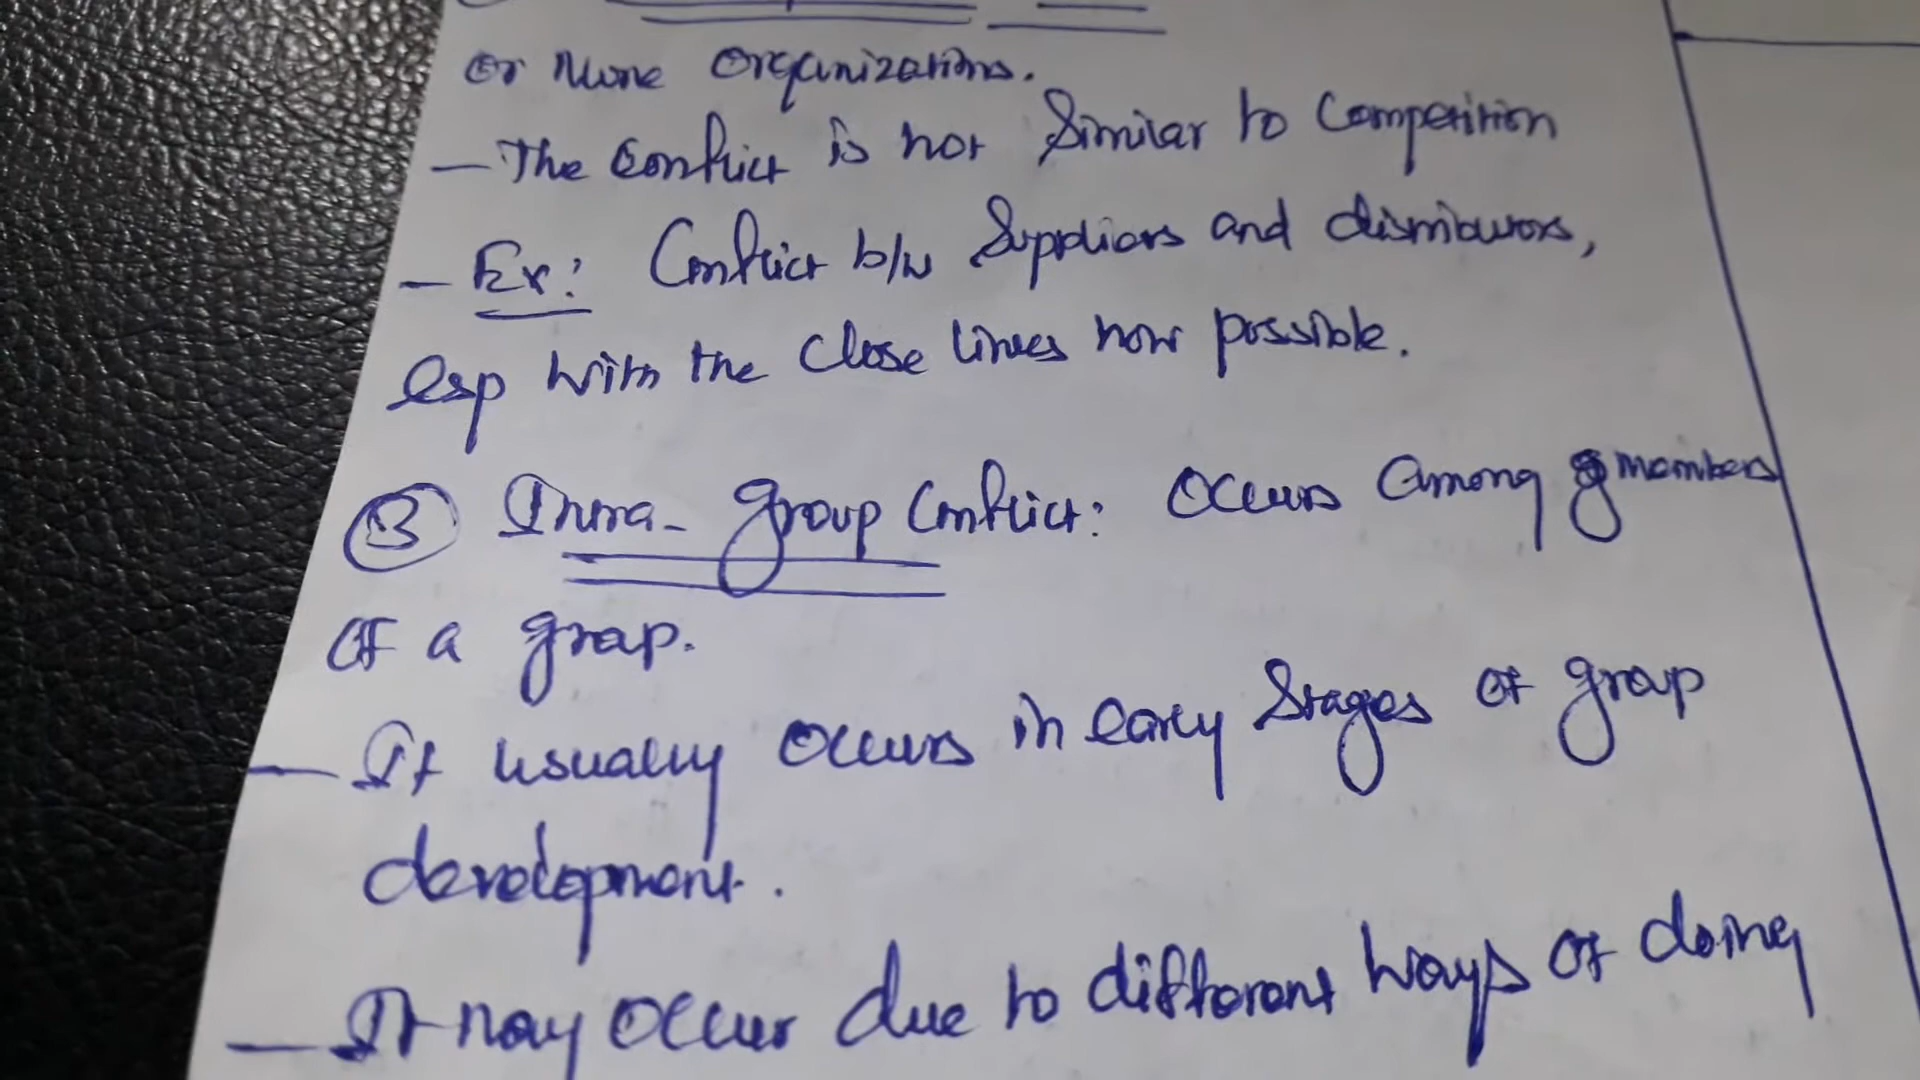 or More Organizations.
- The Conflict is not Similar to Competition
- Ex: Conflict b/w Suppliers and distributors,
esp with the close links now possible.
③ Intra-group Conflict: Occurs among members
of a group.
- It usually occurs in early stages of group
development.
- It may occur due to different ways of doing